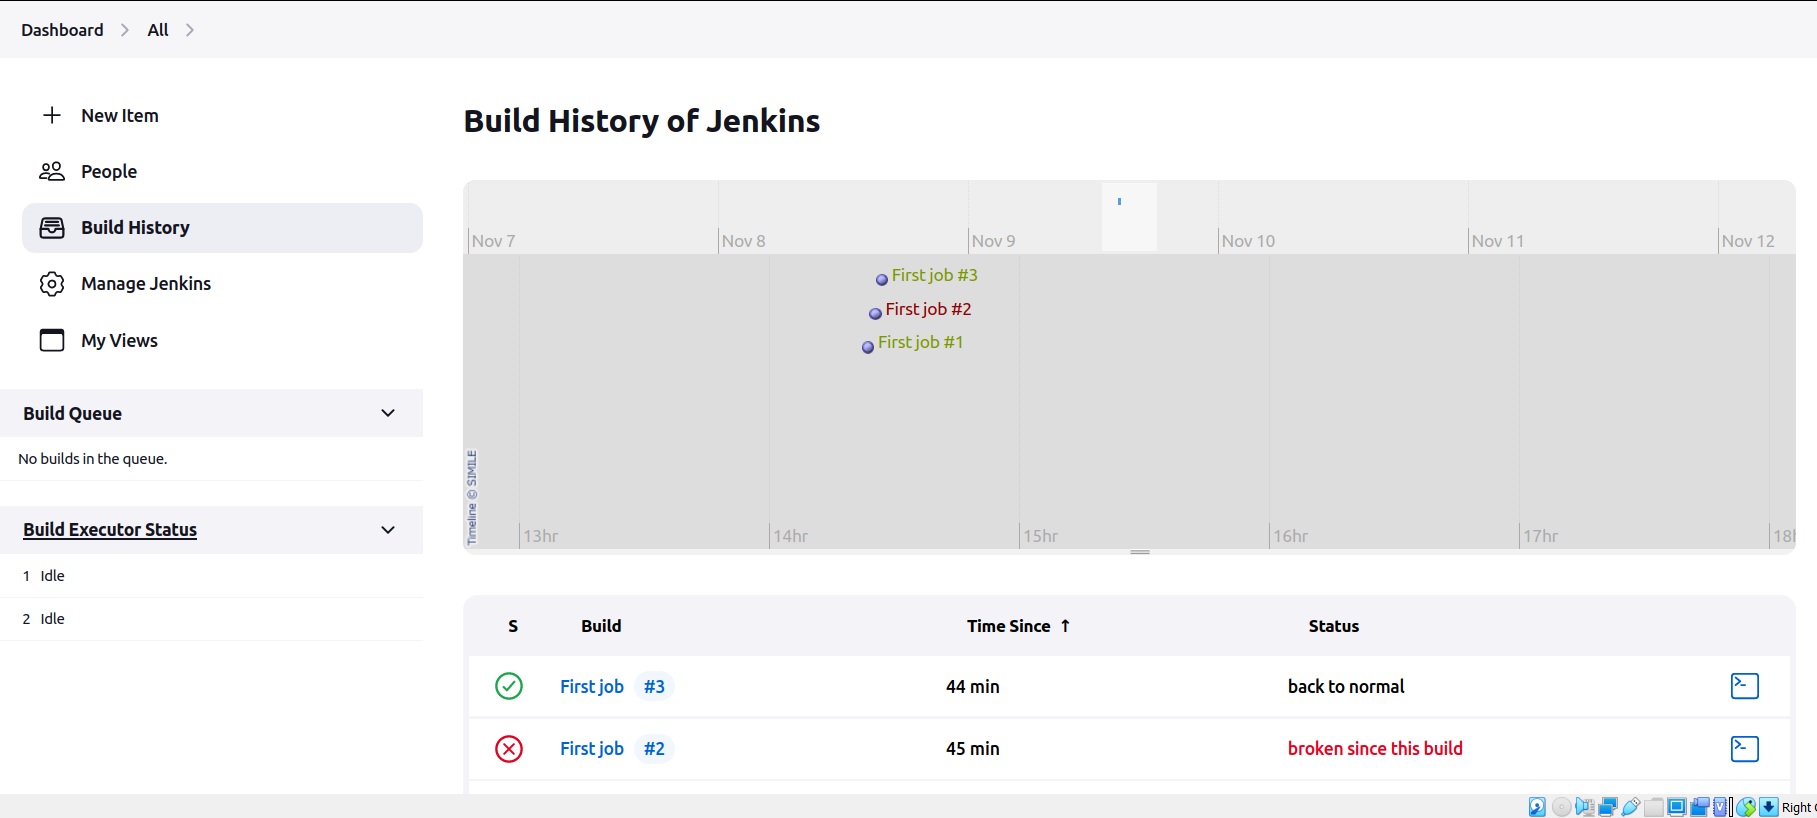 Dashboard All
New Item
People
Build History
Manage Jenkins
My Views
Build Queue
No builds in the queue.
Build Executor Status
1 Idle
2 Idle
Build History of Jenkins
Nov 7 Nov 8 Nov 9 Nov 10 Nov 11 Nov 12
First job #3
First job #2
First job #1
Timeline © SIMILE
13hr 14hr 15hr 16hr 17hr 18h
S Build Time Since ↑ Status
First job #3 44 min back to normal
First job #2 45 min broken since this build
Right